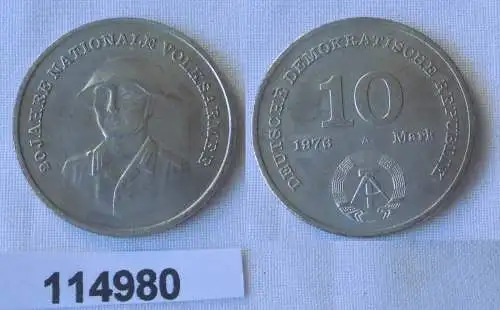 20 JAHRE NATIONALE VOLKSARMEE
DEUTSCHE DEMOKRATISCHE REPUBLIK
10
1976 A Mark
114980